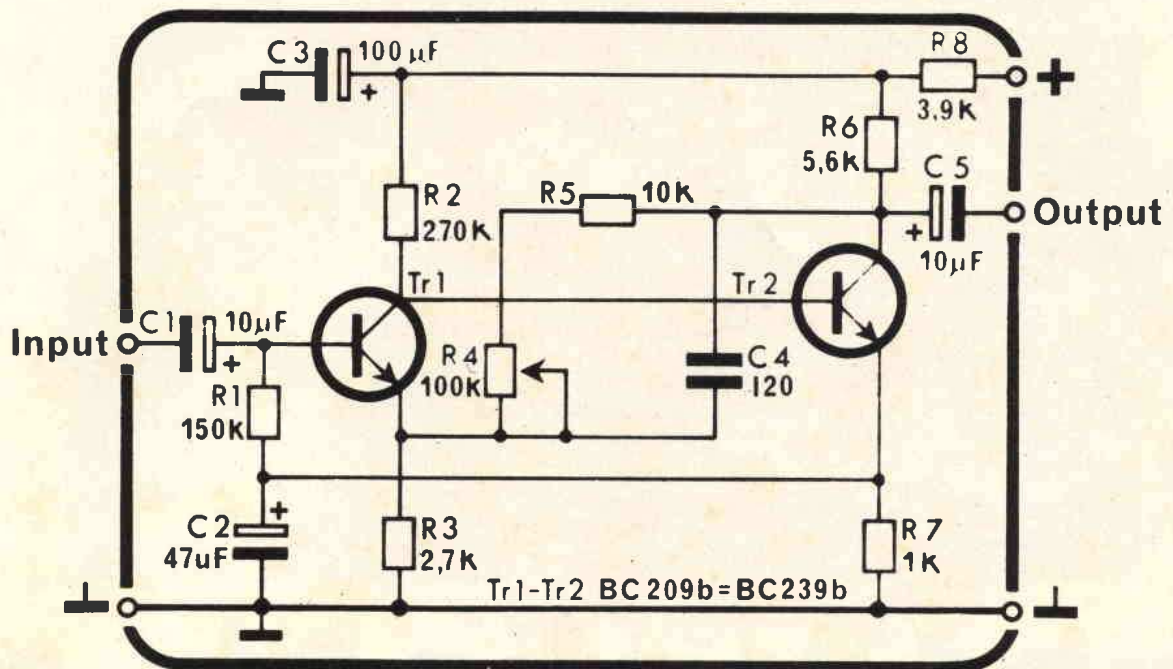 C3 100µF
R8
+
3.9K
R6
5,6K
C5
R2
270K
R5 10K
Output
+
10µF
Tr1
Tr2
C1 10µF
Input
+
R4
100K
C4
120
R1
150K
+
C2
47uF
R3
2,7K
R7
1K
Tr1-Tr2 BC209b=BC239b